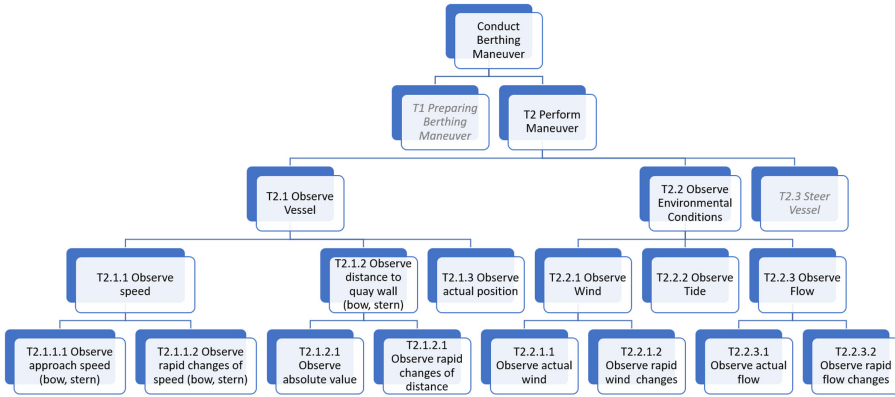 Conduct
Berthing
Maneuver
T1 Preparing
Berthing
Maneuver
T2 Perform
Maneuver
T2.1 Observe
Vessel
T2.2 Observe
Environmental
Conditions
T2.3 Steer
Vessel
T2.1.1 Observe
speed
T2.1.2 Observe
distance to
quay wall
(bow, stern)
T2.1.3 Observe
actual position
T2.2.1 Observe
Wind
T2.2.2 Observe
Tide
T2.2.3 Observe
Flow
T2.1.1.1 Observe
approach speed
(bow, stern)
T2.1.1.2 Observe
rapid changes of
speed (bow, stern)
T2.1.2.1
Observe
absolute value
T2.1.2.1
Observe rapid
changes of
distance
T2.2.1.1
Observe actual
wind
T2.2.1.2
Observe rapid
wind changes
T2.2.3.1
Observe actual
flow
T2.2.3.2
Observe rapid
flow changes